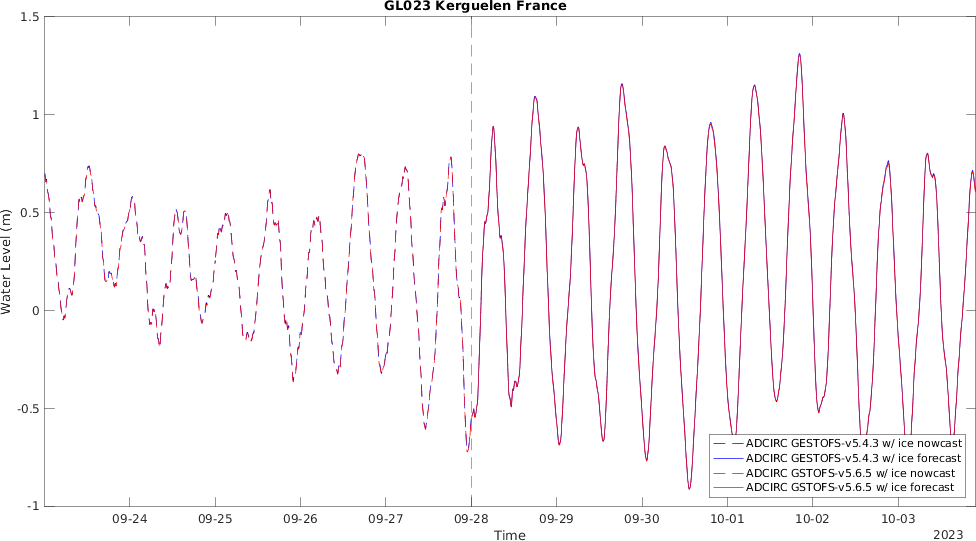 GL023 Kerguelen France
1.5
1
0.5
0
-0.5
-1
Water Level (m)
ADCIRC GESTOFS-v5.4.3 w/ ice nowcast
ADCIRC GESTOFS-v5.4.3 w/ ice forecast
ADCIRC GSTOFS-v5.6.5 w/ ice nowcast
ADCIRC GSTOFS-v5.6.5 w/ ice forecast
09-24 09-25 09-26 09-27 09-28 09-29 09-30 10-01 10-02 10-03
Time
2023